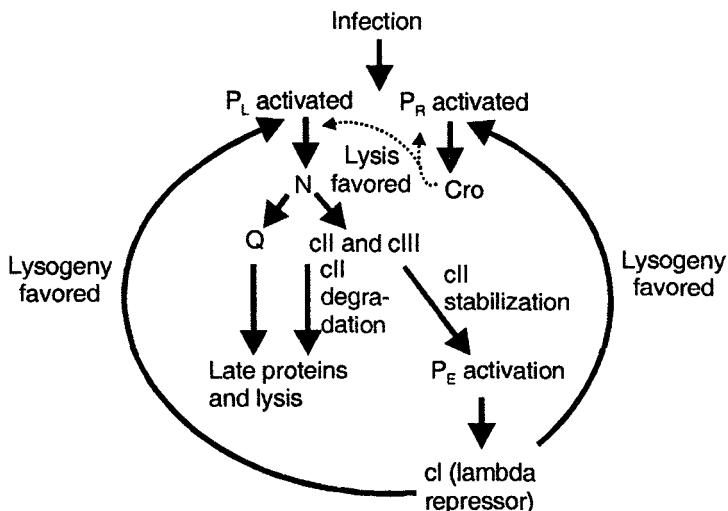 Infection
P_L activated
P_R activated
Lysis
favored
N
Cro
Q
cII and cIII
Lysogeny
favored
cII
degra-
dation
cII
stabilization
Lysogeny
favored
Late proteins
and lysis
P_E activation
cI (lambda
repressor)